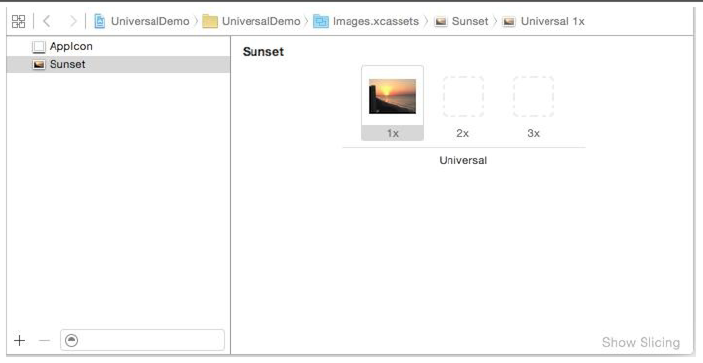 UniversalDemo UniversalDemo Images.xcassets Sunset Universal 1x
AppIcon
Sunset
Sunset
1x 2x 3x
Universal
Show Slicing